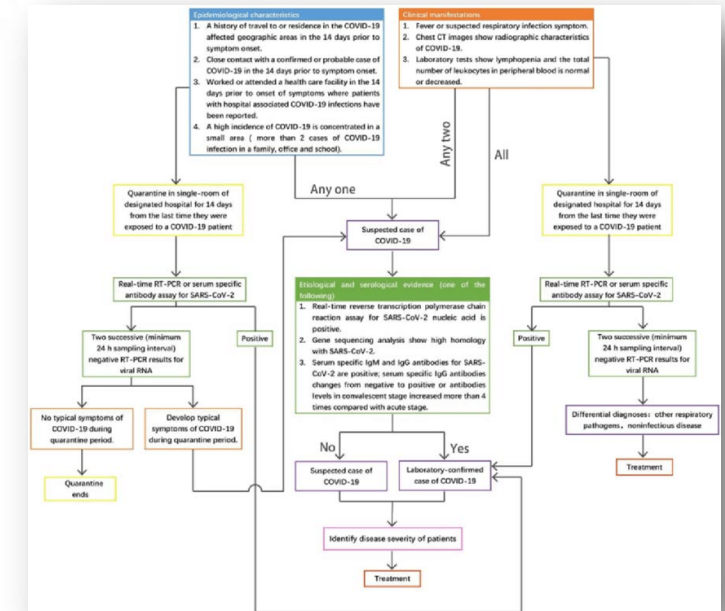 Epidemiological characteristics
1. A history of travel to or residence in the COVID-19
affected geographic areas in the 14 days prior to
symptom onset.
2. Close contact with a confirmed or probable case of
COVID-19 in the 14 days prior to symptom onset.
3. Worked or attended a health care facility in the 14
days prior to onset of symptoms where patients
with hospital associated COVID-19 infections have
been reported.
4. A high incidence of COVID-19 is concentrated in a
small area ( more than 2 cases of COVID-19
infection in a family, office and school).
Clinical manifestations
1. Fever or suspected respiratory infection symptom.
2. Chest CT images show radiographic characteristics
of COVID-19.
3. Laboratory tests show lymphopenia and the total
number of leukocytes in peripheral blood is normal
or decreased.
Any one
Any two
All
Quarantine in single-room of
designated hospital for 14 days
from the last time they were
exposed to a COVID-19 patient
Suspected case of
COVID-19
Quarantine in single-room of
designated hospital for 14 days
from the last time they were
exposed to a COVID-19 patient
Real-time RT-PCR or serum specific
antibody assay for SARS-CoV-2
Etiological and serological evidence (one of the
following)
1. Real-time reverse transcription polymerase chain
reaction assay for SARS-CoV-2 nucleic acid is
positive.
2. Gene sequencing analysis show high homology
with SARS-CoV-2.
3. Serum specific IgM and IgG antibodies for SARS-
CoV-2 are positive; serum specific IgG antibodies
changes from negative to positive or antibodies
levels in convalescent stage increased more than 4
times compared with acute stage.
Real-time RT-PCR or serum specific
antibody assay for SARS-CoV-2
Two successive (minimum
24 h sampling interval)
negative RT-PCR results for
viral RNA
Positive
Positive
Two successive (minimum
24 h sampling interval)
negative RT-PCR results for
viral RNA
No typical symptoms of
COVID-19 during
quarantine period.
Develop typical
symptoms of COVID-19
during quarantine period.
Differential diagnoses: other respiratory
pathogens, noninfectious disease
No
Yes
Quarantine
ends
Suspected case of
COVID-19
Laboratory-confirmed
case of COVID-19
Treatment
Identify disease severity of patients
Treatment